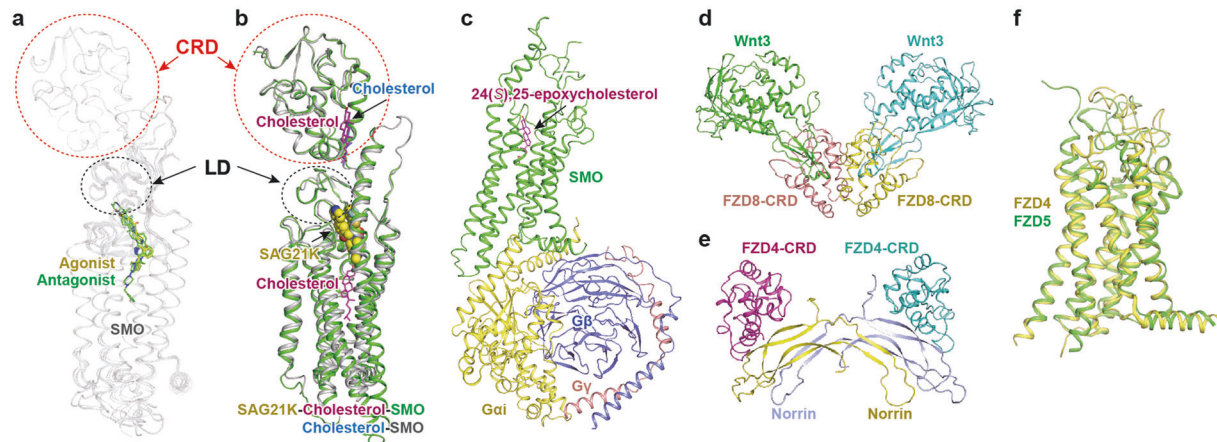 a
CRD
LD
Agonist
Antagonist
SMO
b
Cholesterol
Cholesterol
SAG21K
Cholesterol
SAG21K-Cholesterol-SMO
Cholesterol-SMO
c
24(S),25-epoxycholesterol
SMO
Gβ
Gγ
Gαi
d
Wnt3
Wnt3
FZD8-CRD
FZD8-CRD
e
FZD4-CRD
FZD4-CRD
Norrin
Norrin
f
FZD4
FZD5